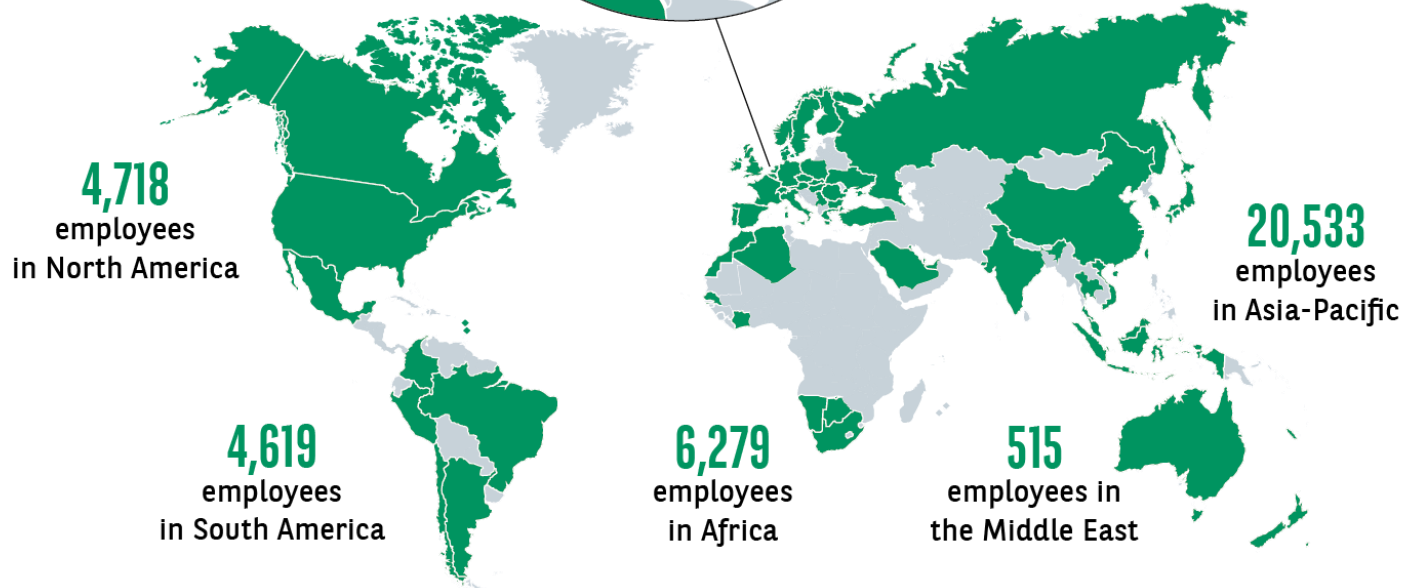 4,718
employees
in North America
20,533
employees
in Asia-Pacific
4,619
employees
in South America
6,279
employees
in Africa
515
employees in
the Middle East